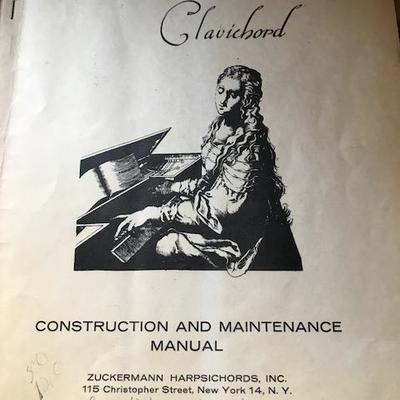 Clavichord
CONSTRUCTION AND MAINTENANCE
MANUAL
ZUCKERMANN HARPSICHORDS, INC.
115 Christopher Street, New York 14, N. Y.